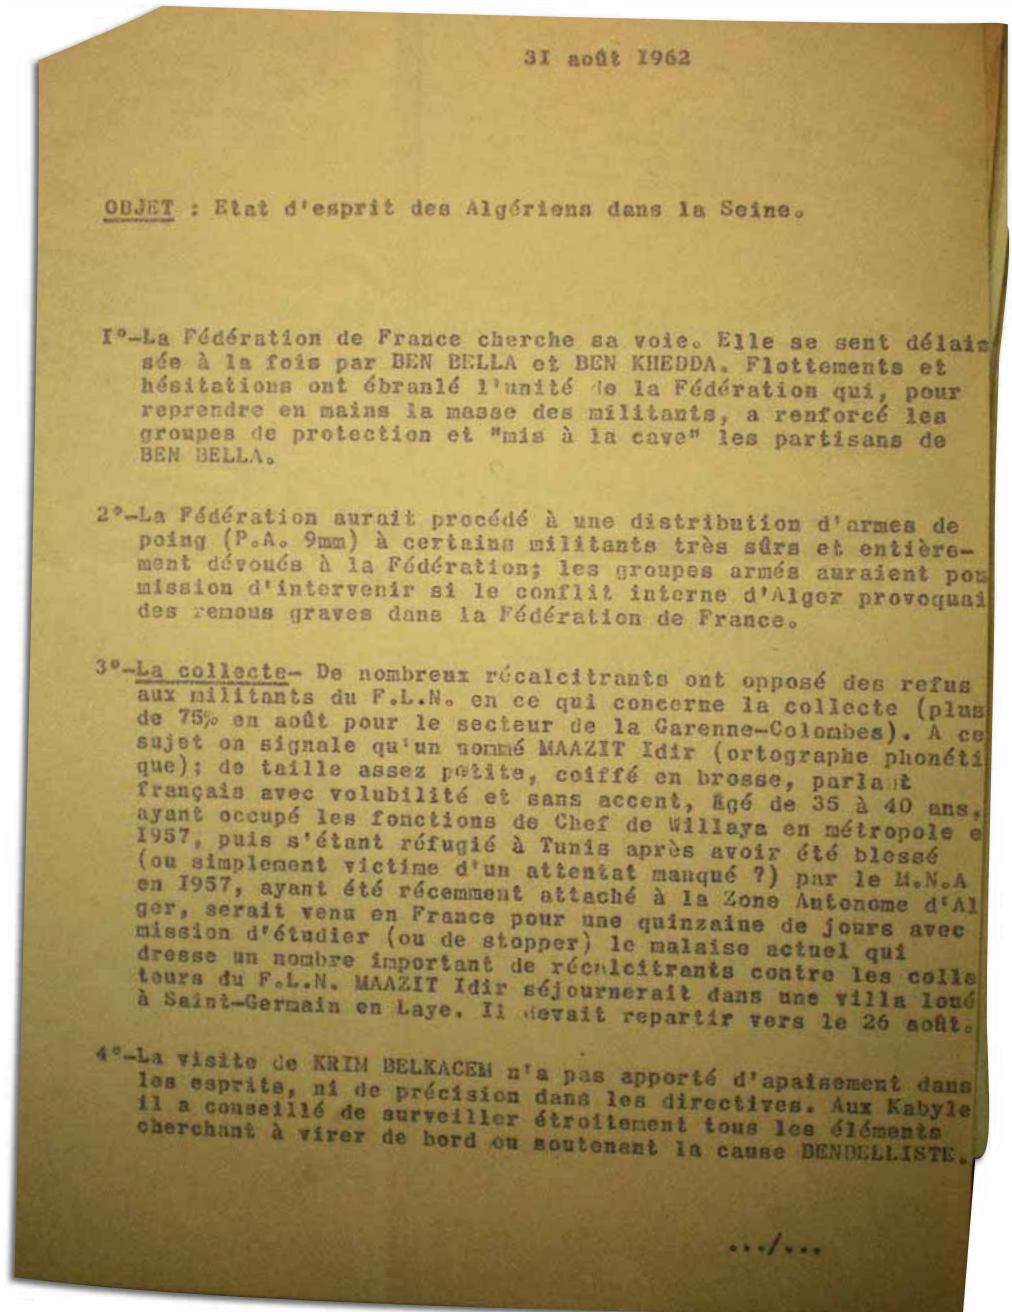 3I août I962
OBJET : Etat d'esprit des Algériens dans la Seine.
I°-La Fédération de France cherche sa voie. Elle se sent délais
sée à la fois par BEN BELLA et BEN KHEDDA. Flottements et
hésitations ont ébranlé l'unité de la Fédération qui, pour
reprendre en mains la masse des militants, a renforcé les
groupes de protection et "mis à la cave" les partisans de
BEN BELLA.
2°-La Fédération aurait procédé à une distribution d'armes de
poing (P.A. 9mm) à certains militants très sûrs et entière-
ment dévoués à la Fédération; les groupes armés auraient pou
mission d'intervenir si le conflit interne d'Alger provoquai
des remous graves dans la Fédération de France.
3°-La collecte- De nombreux récalcitrants ont opposé des refus
aux militants du F.L.N. en ce qui concerne la collecte (plus
de 75% en août pour le secteur de la Garenne-Colombes). A ce
sujet on signale qu'un nommé MAAZIT Idir (ortographe phonéti
que); de taille assez petite, coiffé en brosse, parlant
français avec volubilité et sans accent, âgé de 35 à 40 ans,
ayant occupé les fonctions de Chef de Willaya en métropole e
I957, puis s'étant réfugié à Tunis après avoir été blessé
(ou simplement victime d'un attentat manqué ?) par le M.N.A
en I957, ayant été récemment attaché à la Zone Autonome d'Al
ger, serait venu en France pour une quinzaine de jours avec
mission d'étudier (ou de stopper) le malaise actuel qui
dresse un nombre important de récalcitrants contre les colle
teurs du F.L.N. MAAZIT Idir séjournerait dans une villa loué
à Saint-Germain en Laye. Il devait repartir vers le 26 août.
4°-La visite de KRIM BELKACEM n'a pas apporté d'apaisement dans
les esprits, ni de précision dans les directives. Aux Kabyle
il a conseillé de surveiller étroitement tous les éléments
cherchant à virer de bord ou soutenant la cause BENBELLISTE.
.../...